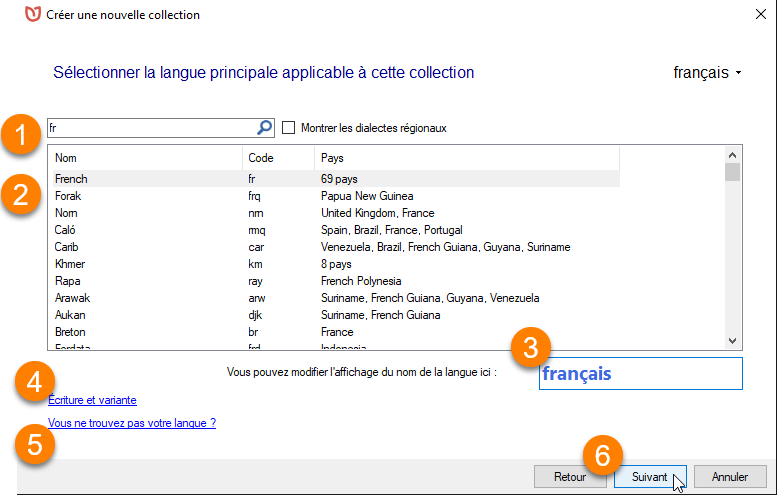 Créer une nouvelle collection
Sélectionner la langue principale applicable à cette collection
français
1
fr
Montrer les dialectes régionaux
Nom Code Pays
2
French fr 69 pays
Forak frq Papua New Guinea
Norn nrn United Kingdom, France
Caló rmq Spain, Brazil, France, Portugal
Carib car Venezuela, Brazil, French Guiana, Guyana, Suriname
Khmer km 8 pays
Rapa ray French Polynesia
Arawak arw Suriname, French Guiana, Guyana, Venezuela
Aukan djk Suriname, French Guiana
Breton br France
Fordata frd Indonesia
3
Vous pouvez modifier l'affichage du nom de la langue ici :
français
4
Écriture et variante
Vous ne trouvez pas votre langue ?
5
6
Retour Suivant Annuler